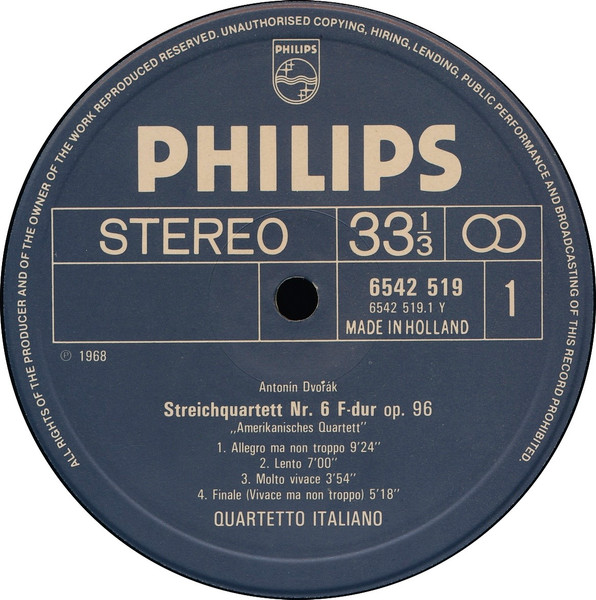 ALL RIGHTS OF THE PRODUCER AND OF THE OWNER OF THE WORK REPRODUCED RESERVED. UNAUTHORISED COPYING, HIRING, LENDING, PUBLIC PERFORMANCE AND BROADCASTING OF THIS RECORD PROHIBITED
PHILIPS
PHILIPS
STEREO 33 1/3
6542 519
6542 519.1 Y
MADE IN HOLLAND
1
℗ 1968
Antonín Dvořák
Streichquartett Nr. 6 F-dur op. 96
„Amerikanisches Quartett"
1. Allegro ma non troppo 9'24"
2. Lento 7'00"
3. Molto vivace 3'54"
4. Finale (Vivace ma non troppo) 5'18"
QUARTETTO ITALIANO